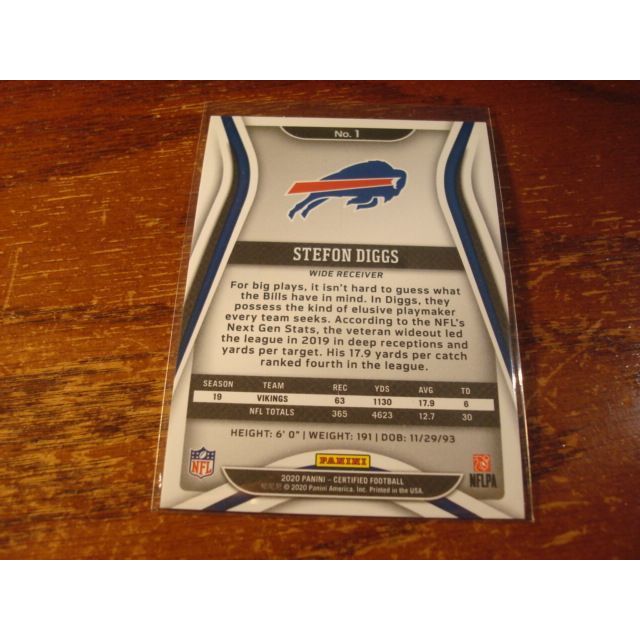 No. 1
STEFON DIGGS
WIDE RECEIVER
For big plays, it isn't hard to guess what
the Bills have in mind. In Diggs, they
possess the kind of elusive playmaker
every team seeks. According to the NFL's
Next Gen Stats, the veteran wideout led
the league in 2019 in deep receptions and
yards per target. His 17.9 yards per catch
ranked fourth in the league.
SEASON TEAM REC YDS AVG TD
19 VIKINGS 63 1130 17.9 6
NFL TOTALS 365 4623 12.7 30
HEIGHT: 6' 0" | WEIGHT: 191 | DOB: 11/29/93
NFL
PANINI
NFLPA
2020 PANINI - CERTIFIED FOOTBALL
© 2020 Panini America, Inc. Printed in the USA.